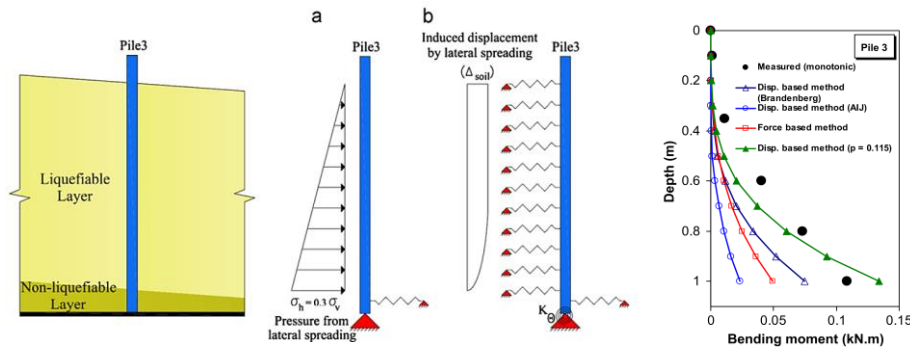 Pile3
Liquefiable
Layer
Non-liquefiable
Layer
a
Pile3
σh = 0.3 σv
Pressure from
lateral spreading
b
Induced displacement
by lateral spreading
(Δsoil)
Pile3
KΘ
Pile 3
Measured (monotonic)
Disp. based method
(Brandenberg)
Disp. based method (AIJ)
Force based method
Disp. based method (p = 0.115)
Depth (m)
0
0.2
0.4
0.6
0.8
1
0 0.05 0.1 0.15
Bending moment (kN.m)